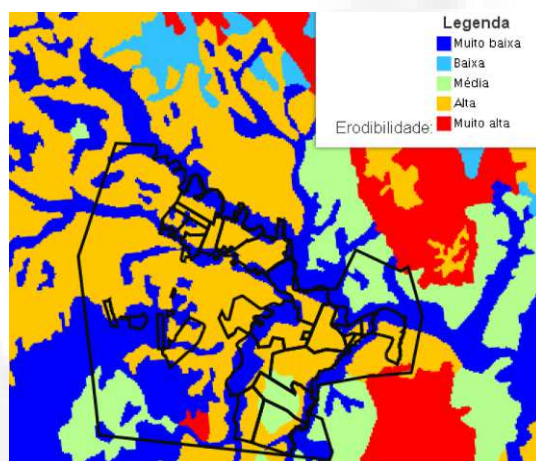 Legenda
Muito baixa
Baixa
Média
Alta
Erodibilidade: Muito alta